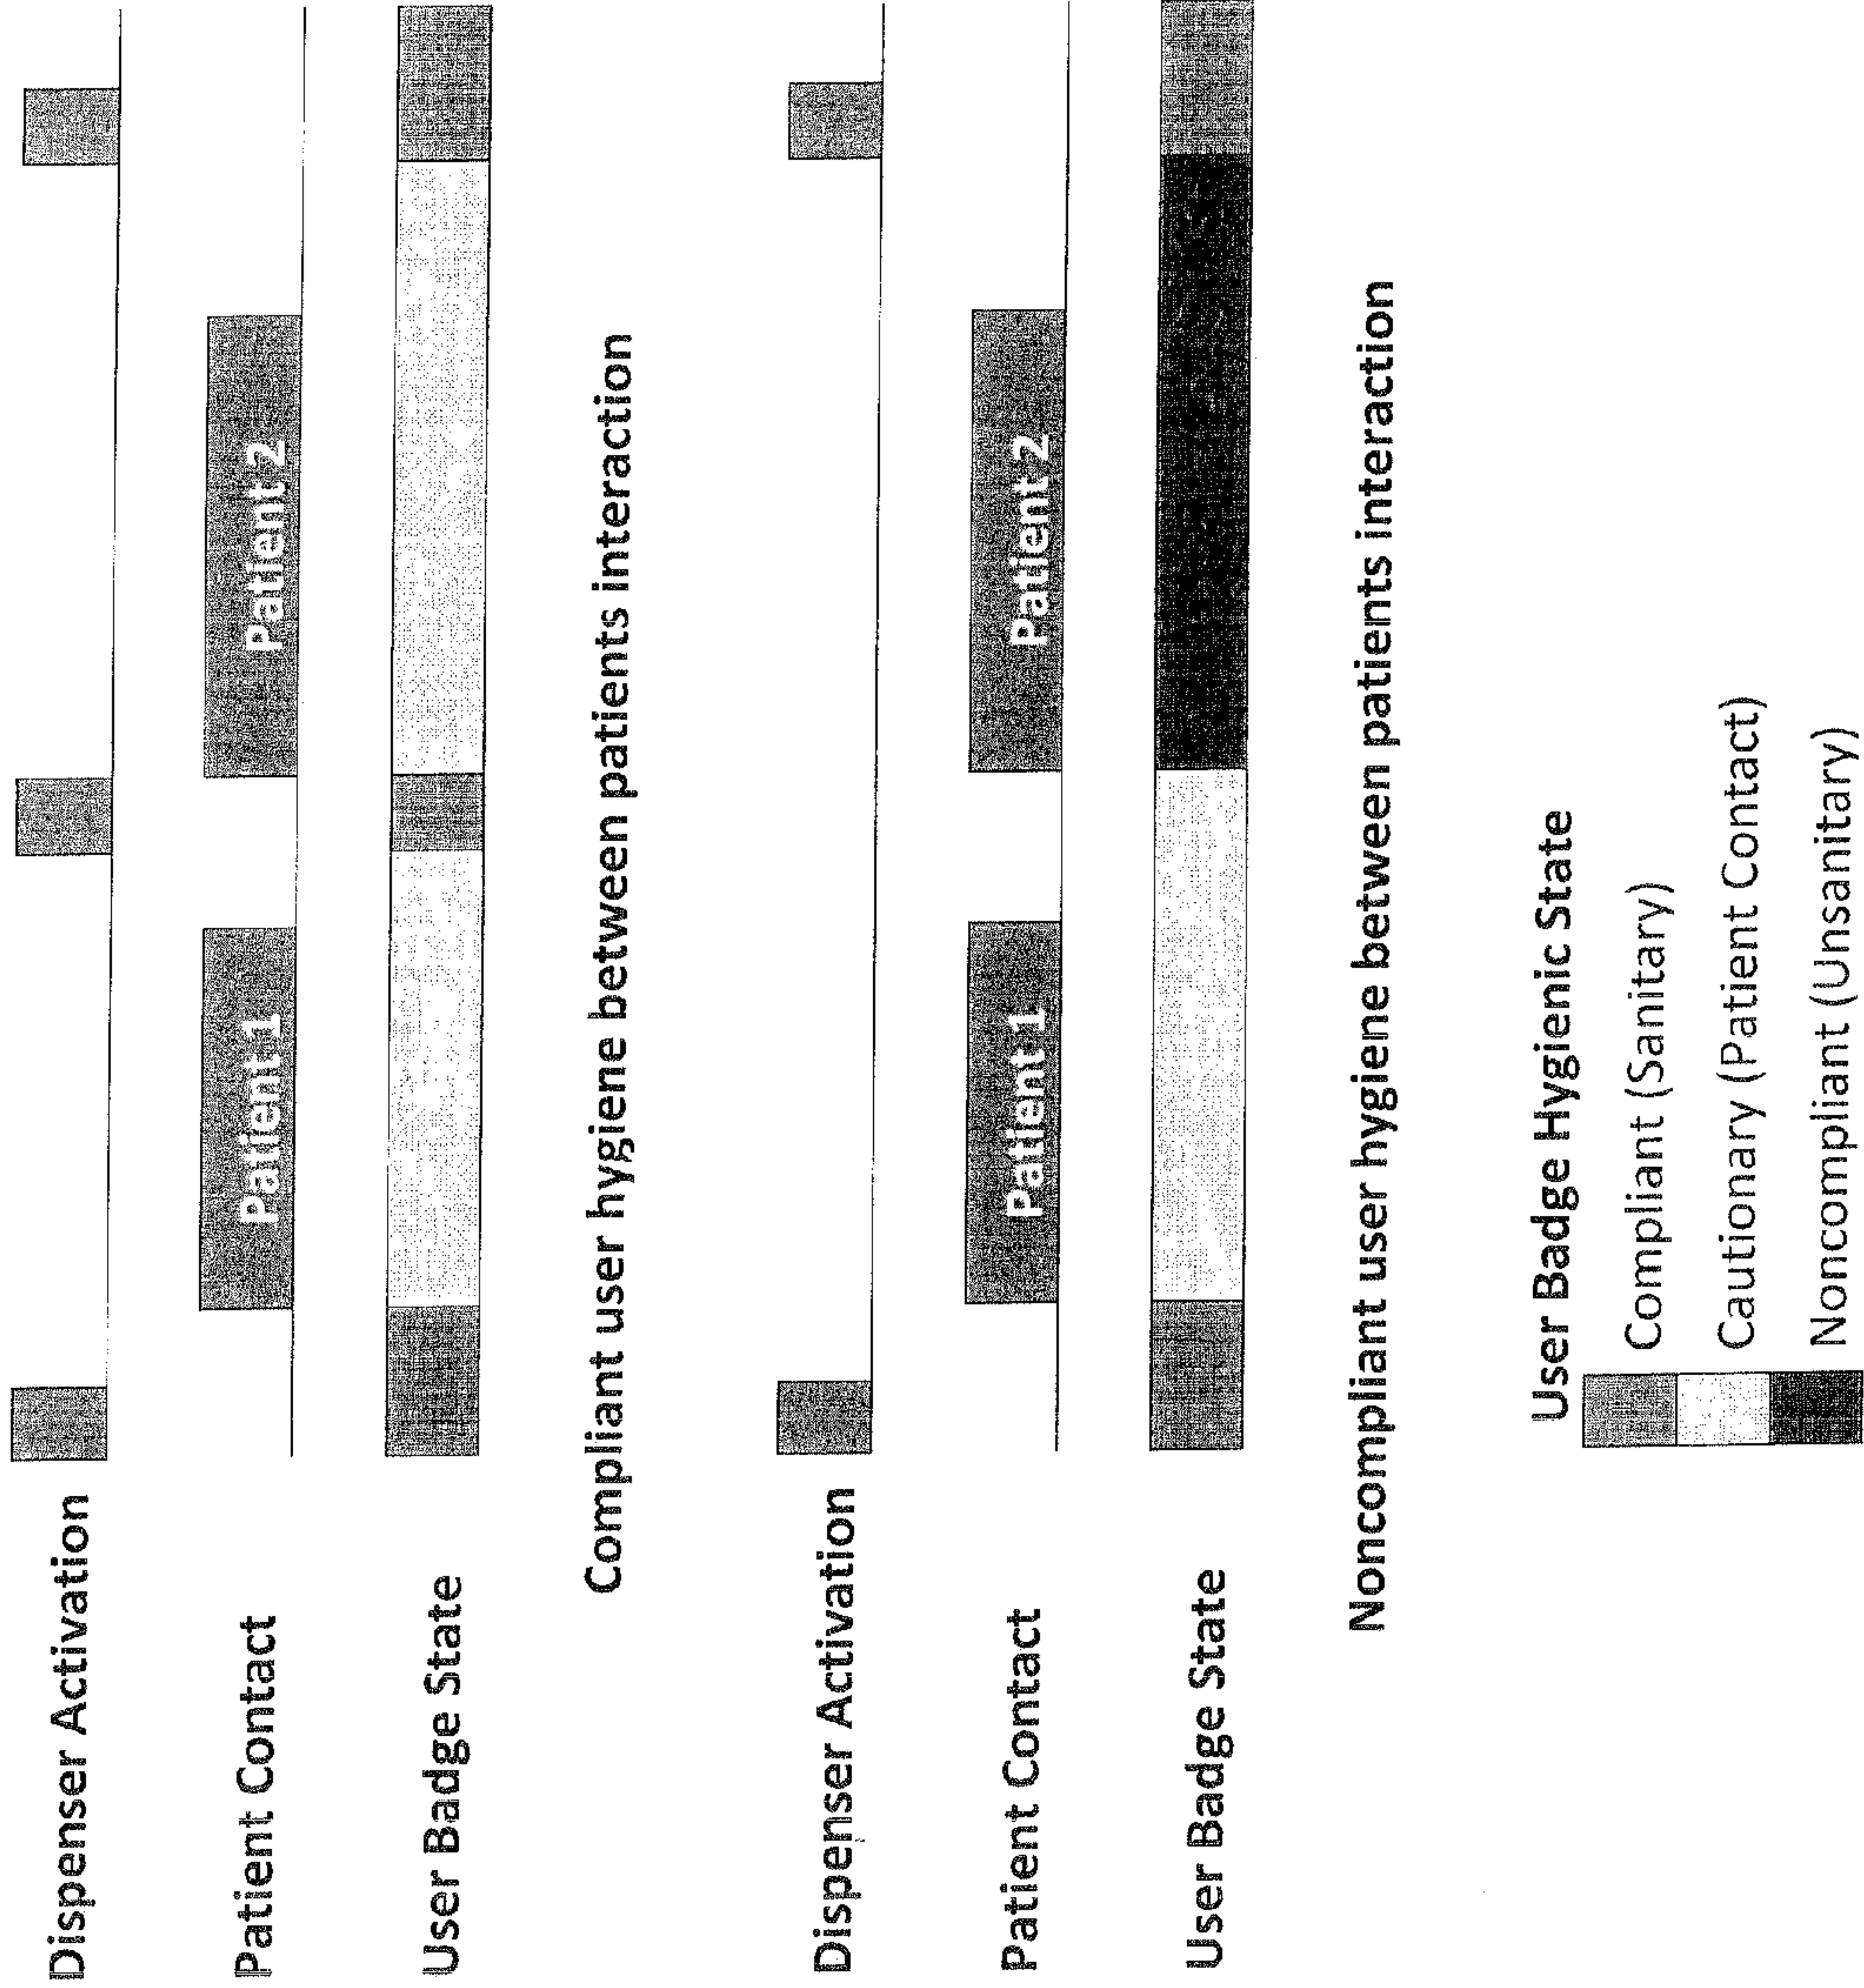 Dispenser Activation
Patient Contact
Patient 1
Patient 2
User Badge State
Compliant user hygiene between patients interaction
Dispenser Activation
Patient Contact
Patient 1
Patient 2
User Badge State
Noncompliant user hygiene between patients interaction
User Badge Hygienic State
Compliant (Sanitary)
Cautionary (Patient Contact)
Noncompliant (Unsanitary)